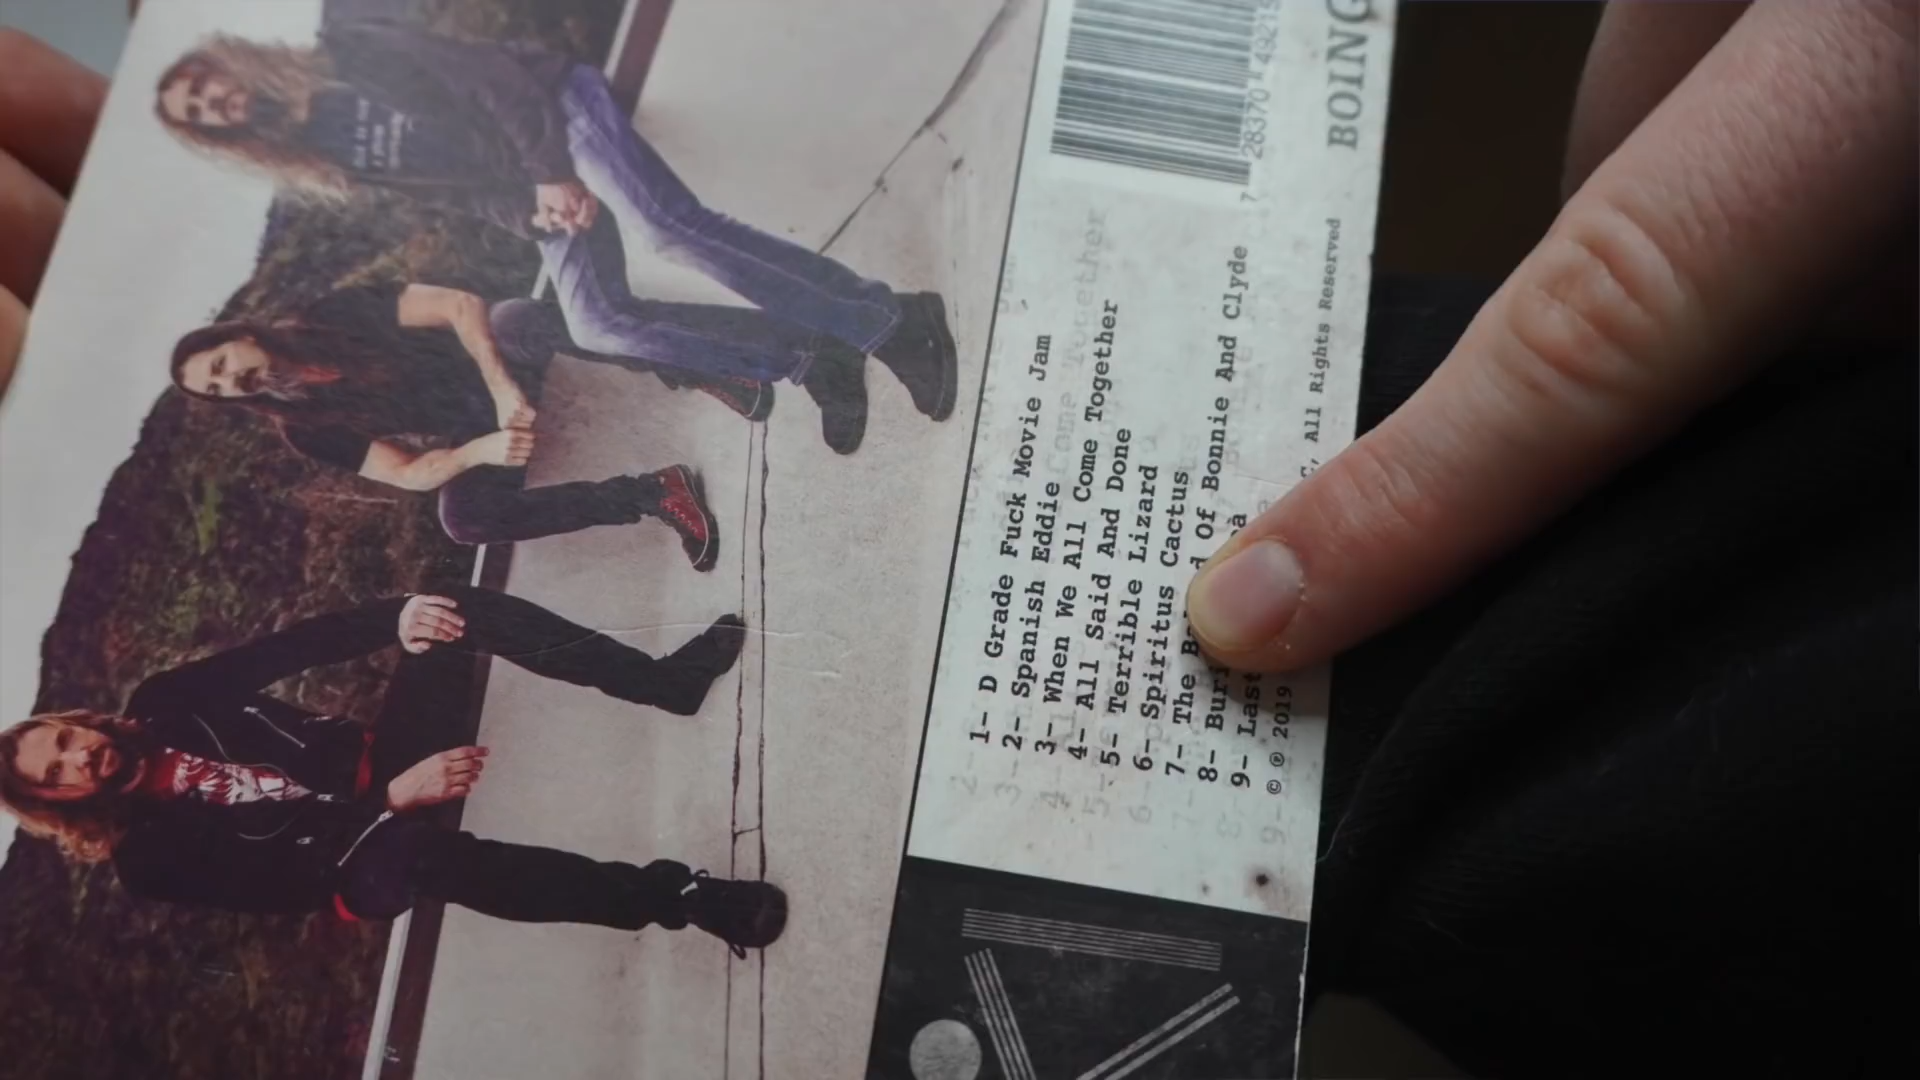 1- D Grade Fuck Movie Jam
2- Spanish Eddie
3- When We All Come Together
4- All Said And Done
5- Terrible Lizard
6- Spiritus Cactus
7- The
8- Of Bonnie And Clyde
9- Last
© ℗ 2019 All Rights Reserved
7 28370 49219
BOING